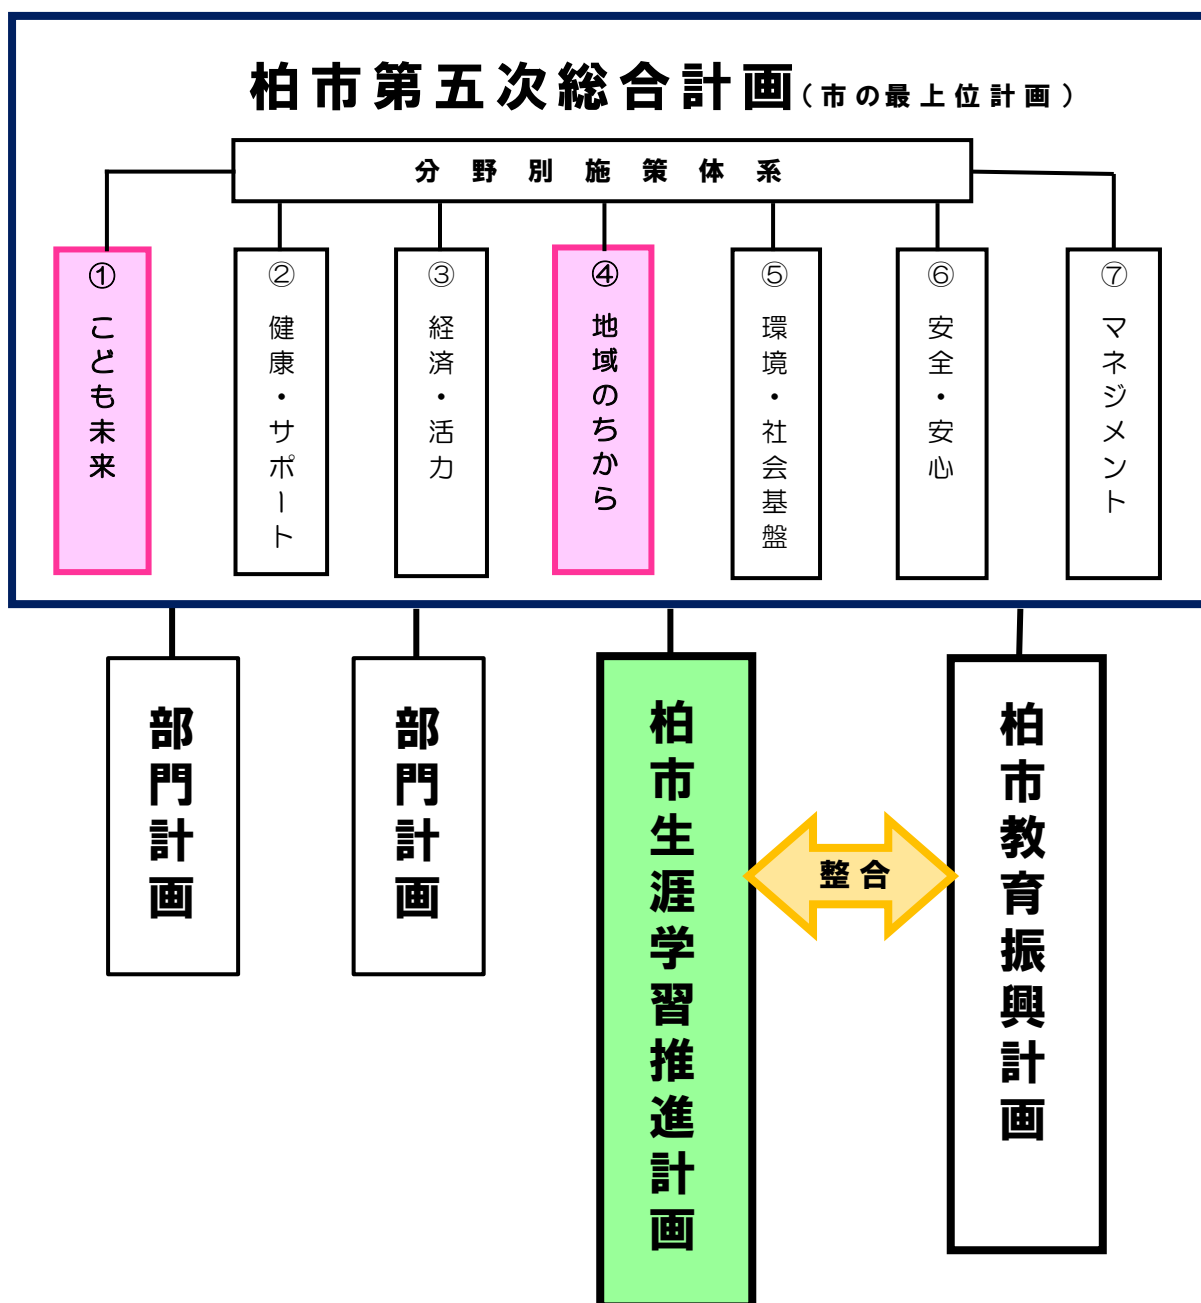 柏市第五次総合計画(市の最上位計画)
分野別施策体系
① こども未来
② 健康・サポート
③ 経済・活力
④ 地域のちから
⑤ 環境・社会基盤
⑥ 安全・安心
⑦ マネジメント
部門計画
部門計画
柏市生涯学習推進計画
整合
柏市教育振興計画